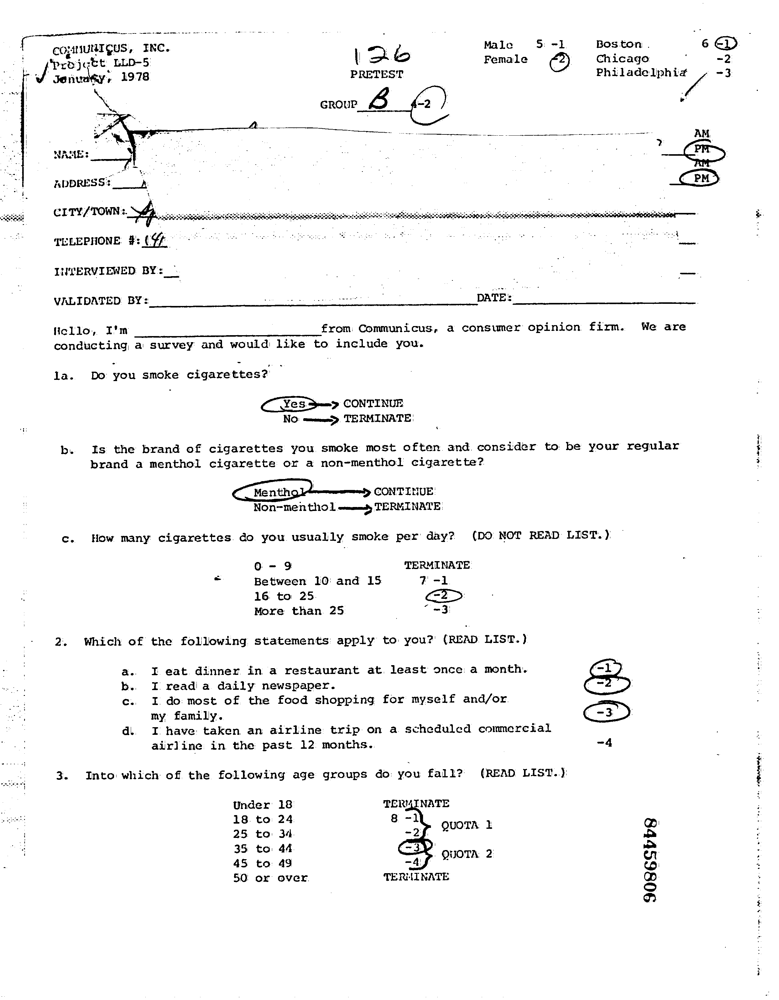 COMMUNICUS, INC.
Project LLD-5
January, 1978
126
PRETEST
GROUP B 4-2
Male 5 -1
Female -2
Boston 6 -1
Chicago -2
Philadelphia -3
AM
PM
AM
PM
NAME:
ADDRESS:
CITY/TOWN:
TELEPHONE #:
INTERVIEWED BY:
VALIDATED BY: DATE:
Hello, I'm from Communicus, a consumer opinion firm. We are
conducting a survey and would like to include you.
1a. Do you smoke cigarettes?
Yes → CONTINUE
No → TERMINATE
b. Is the brand of cigarettes you smoke most often and consider to be your regular
brand a menthol cigarette or a non-menthol cigarette?
Menthol → CONTINUE
Non-menthol → TERMINATE
c. How many cigarettes do you usually smoke per day? (DO NOT READ LIST.)
0 - 9 TERMINATE
Between 10 and 15 7 -1
16 to 25 -2
More than 25 -3
2. Which of the following statements apply to you? (READ LIST.)
a. I eat dinner in a restaurant at least once a month. -1
b. I read a daily newspaper. -2
c. I do most of the food shopping for myself and/or
my family. -3
d. I have taken an airline trip on a scheduled commercial
airline in the past 12 months. -4
3. Into which of the following age groups do you fall? (READ LIST.)
Under 18 TERMINATE
18 to 24 8 -1
25 to 34 -2
QUOTA 1
35 to 44 -3
45 to 49 -4
QUOTA 2
50 or over TERMINATE
84459806